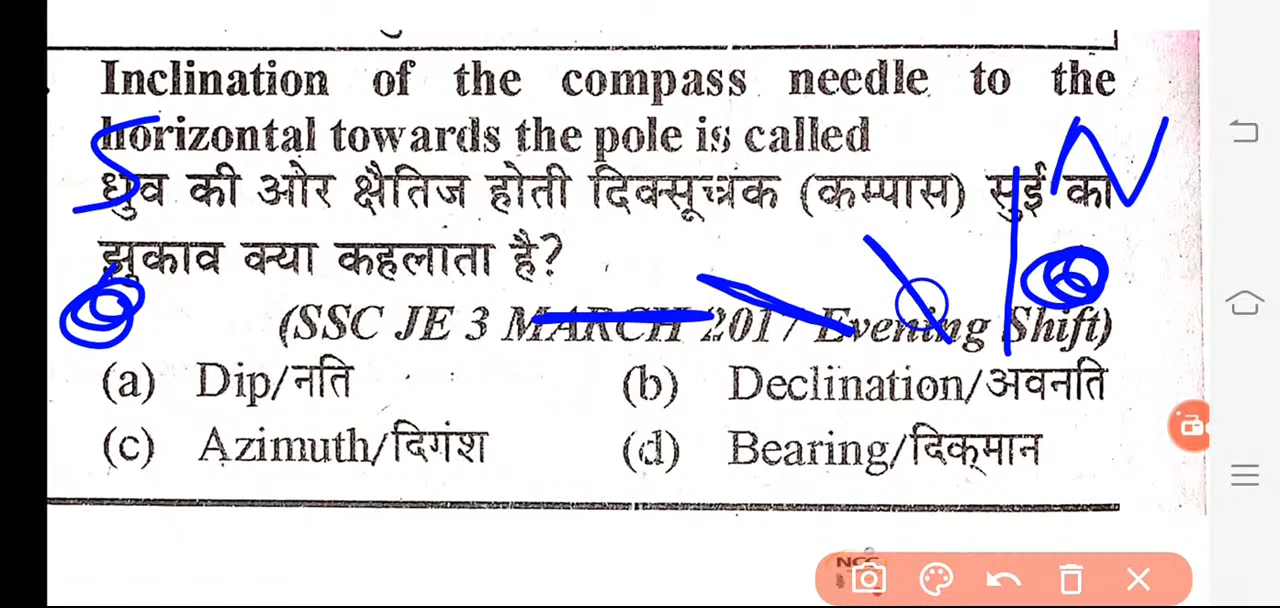 Inclination of the compass needle to the
horizontal towards the pole is called
ध्रुव की ओर क्षैतिज होती दिक्सूचक (कम्पास) सुई का
झुकाव क्या कहलाता है?
(SSC JE 3 MARCH 2017 Evening Shift)
(a) Dip/नति (b) Declination/अवनति
(c) Azimuth/दिगंश (d) Bearing/दिक्मान
S N